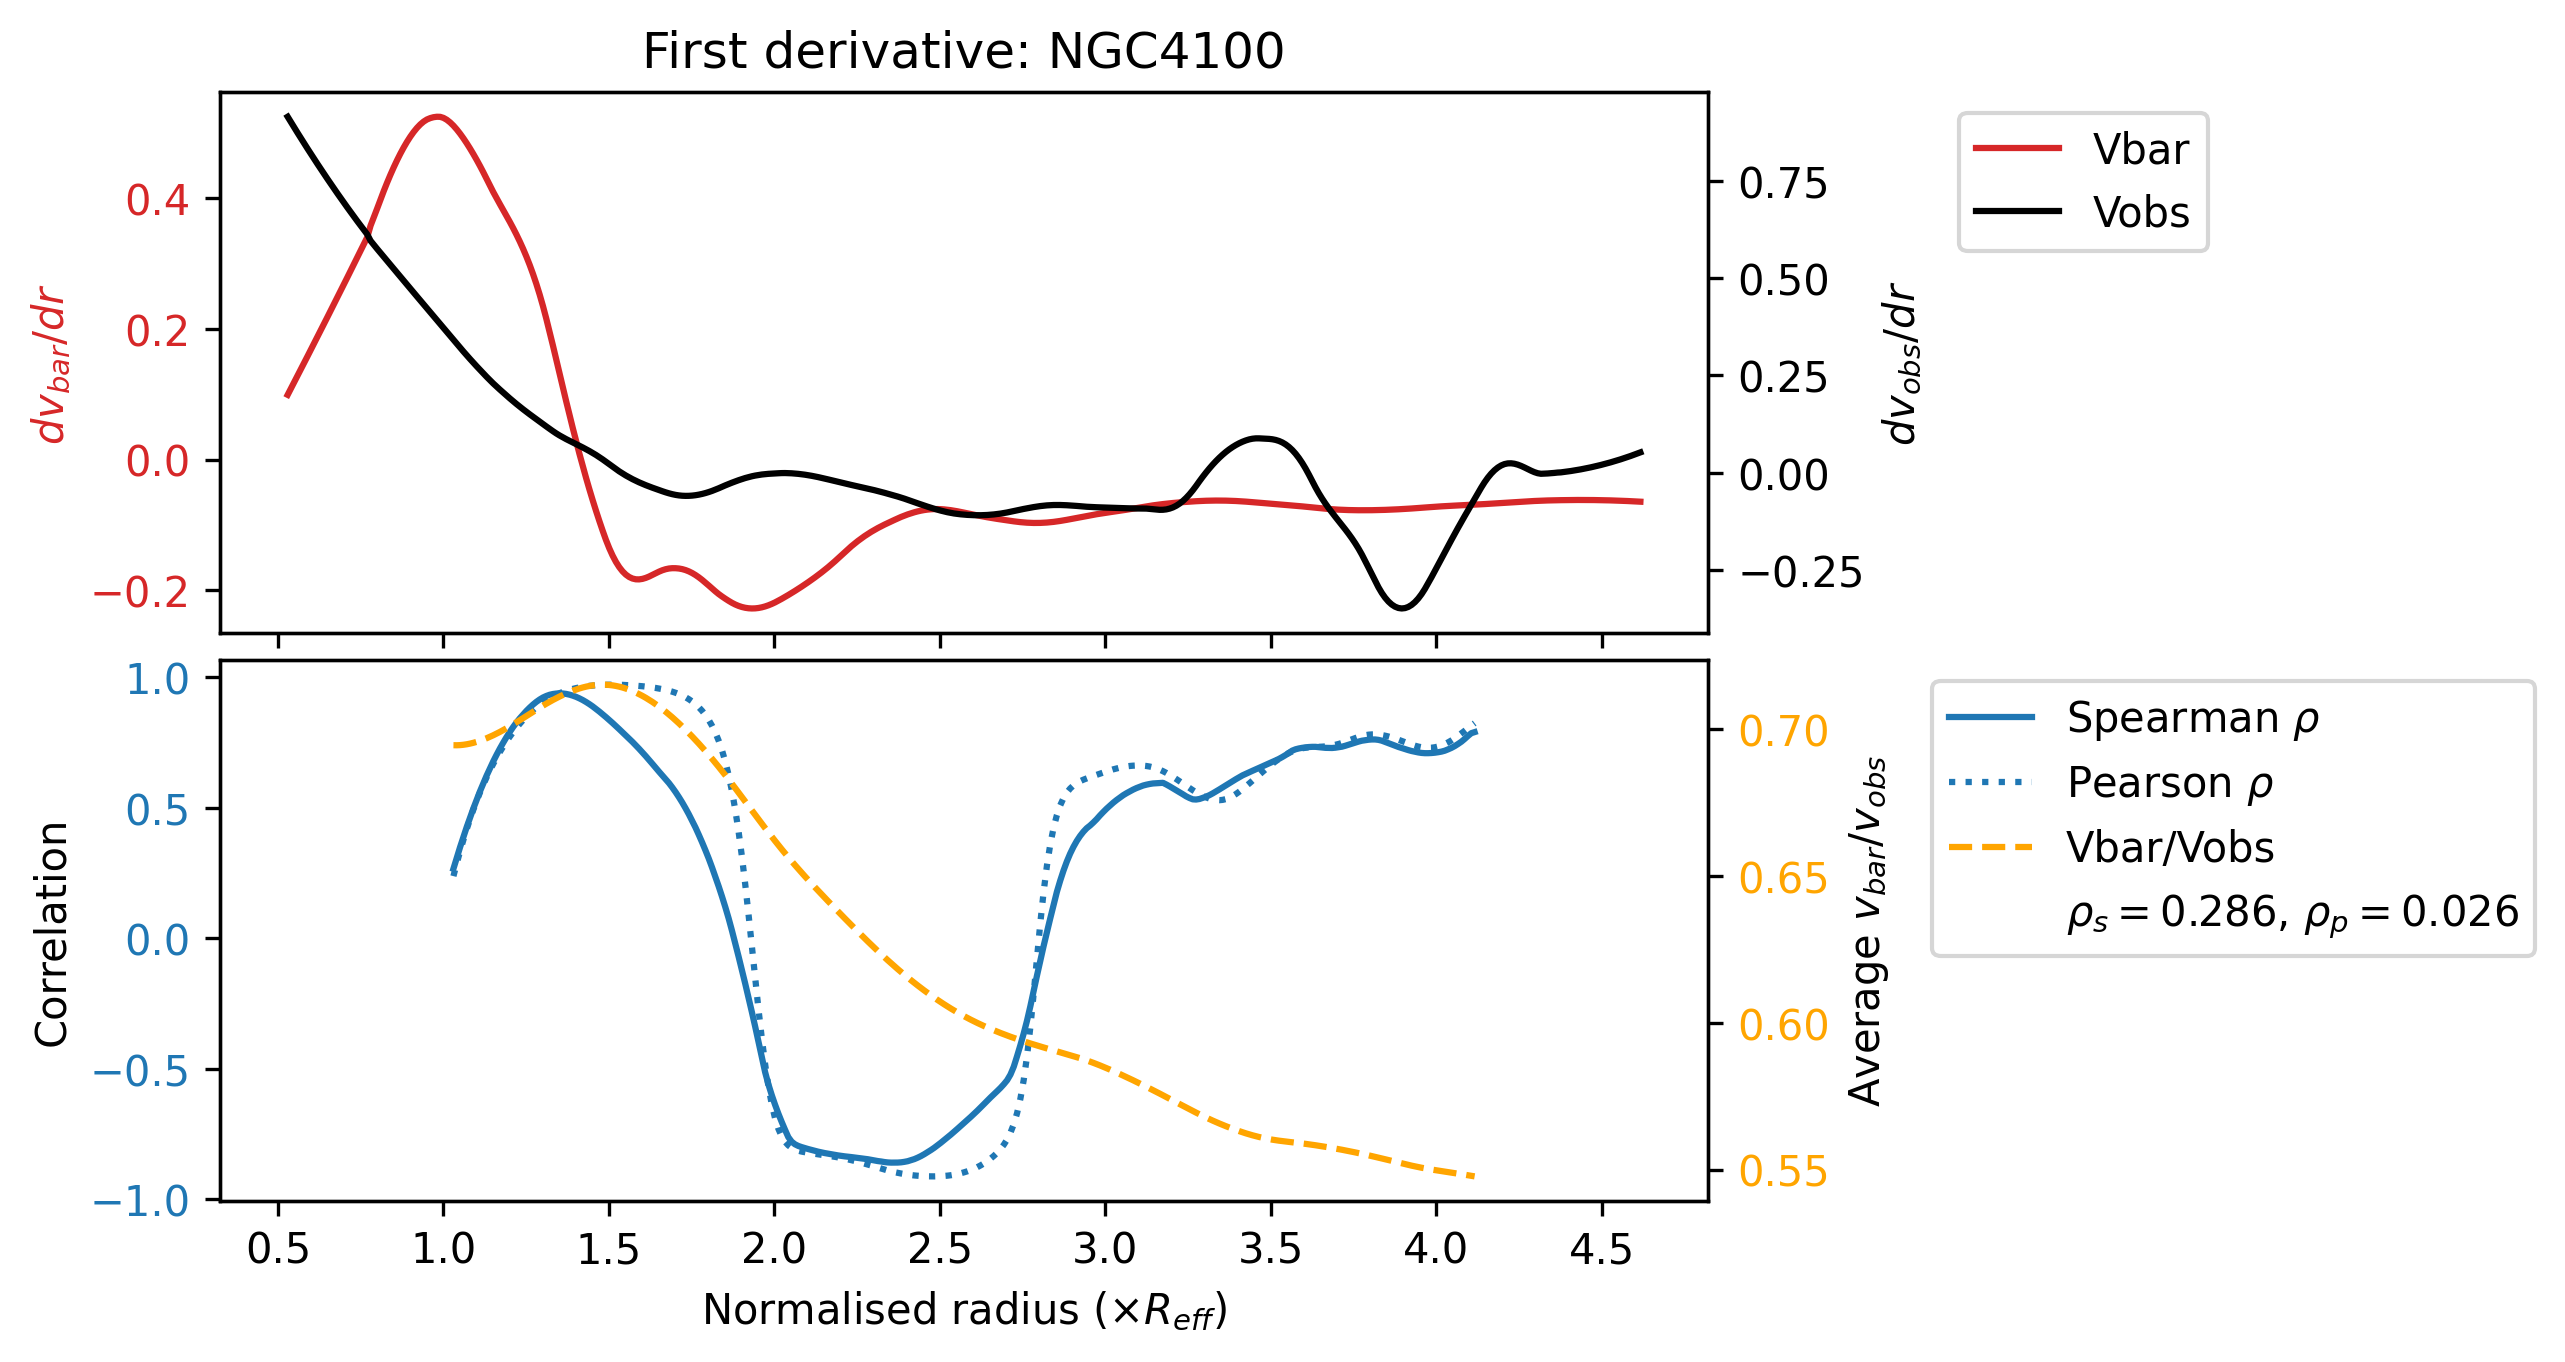 First derivative: NGC4100
0.4
0.2
0.0
−0.2
dv_bar/dr
0.75
0.50
0.25
0.00
−0.25
dv_obs/dr
Vbar
Vobs
1.0
0.5
0.0
−0.5
−1.0
Correlation
0.70
0.65
0.60
0.55
Average v_bar/v_obs
Spearman ρ
Pearson ρ
Vbar/Vobs
ρ_s = 0.286, ρ_p = 0.026
0.5 1.0 1.5 2.0 2.5 3.0 3.5 4.0 4.5
Normalised radius (×R_eff)